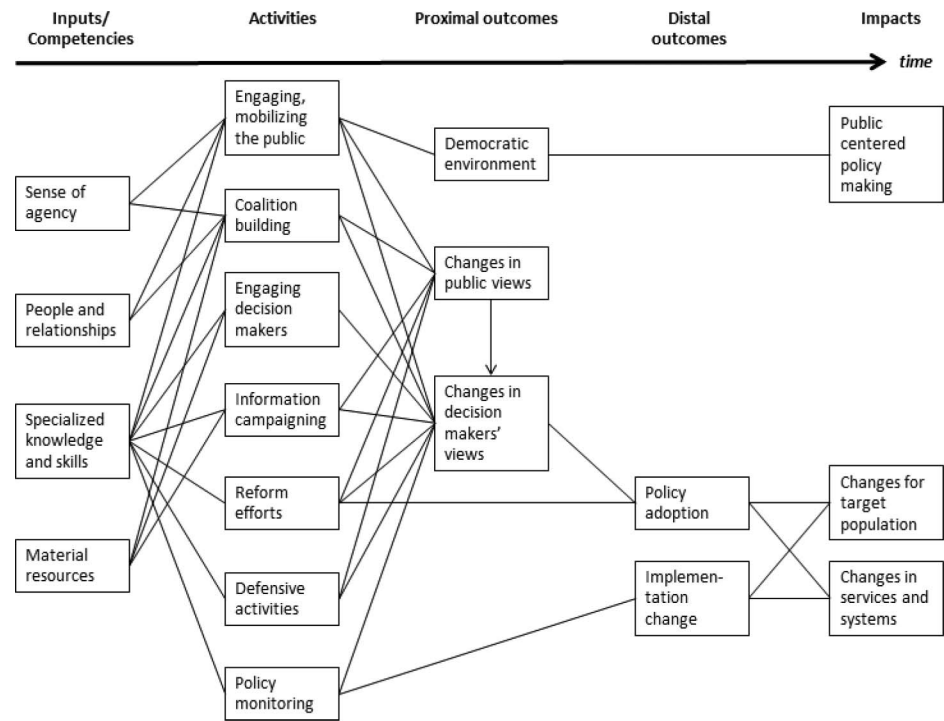 Inputs/
Competencies
Activities
Proximal outcomes
Distal
outcomes
Impacts
time
Engaging,
mobilizing
the public
Democratic
environment
Public
centered
policy
making
Sense of
agency
Coalition
building
Changes in
public views
People and
relationships
Engaging
decision
makers
Changes in
decision
makers’
views
Specialized
knowledge
and skills
Information
campaigning
Reform
efforts
Policy
adoption
Changes for
target
population
Material
resources
Defensive
activities
Implemen-
tation
change
Changes in
services and
systems
Policy
monitoring